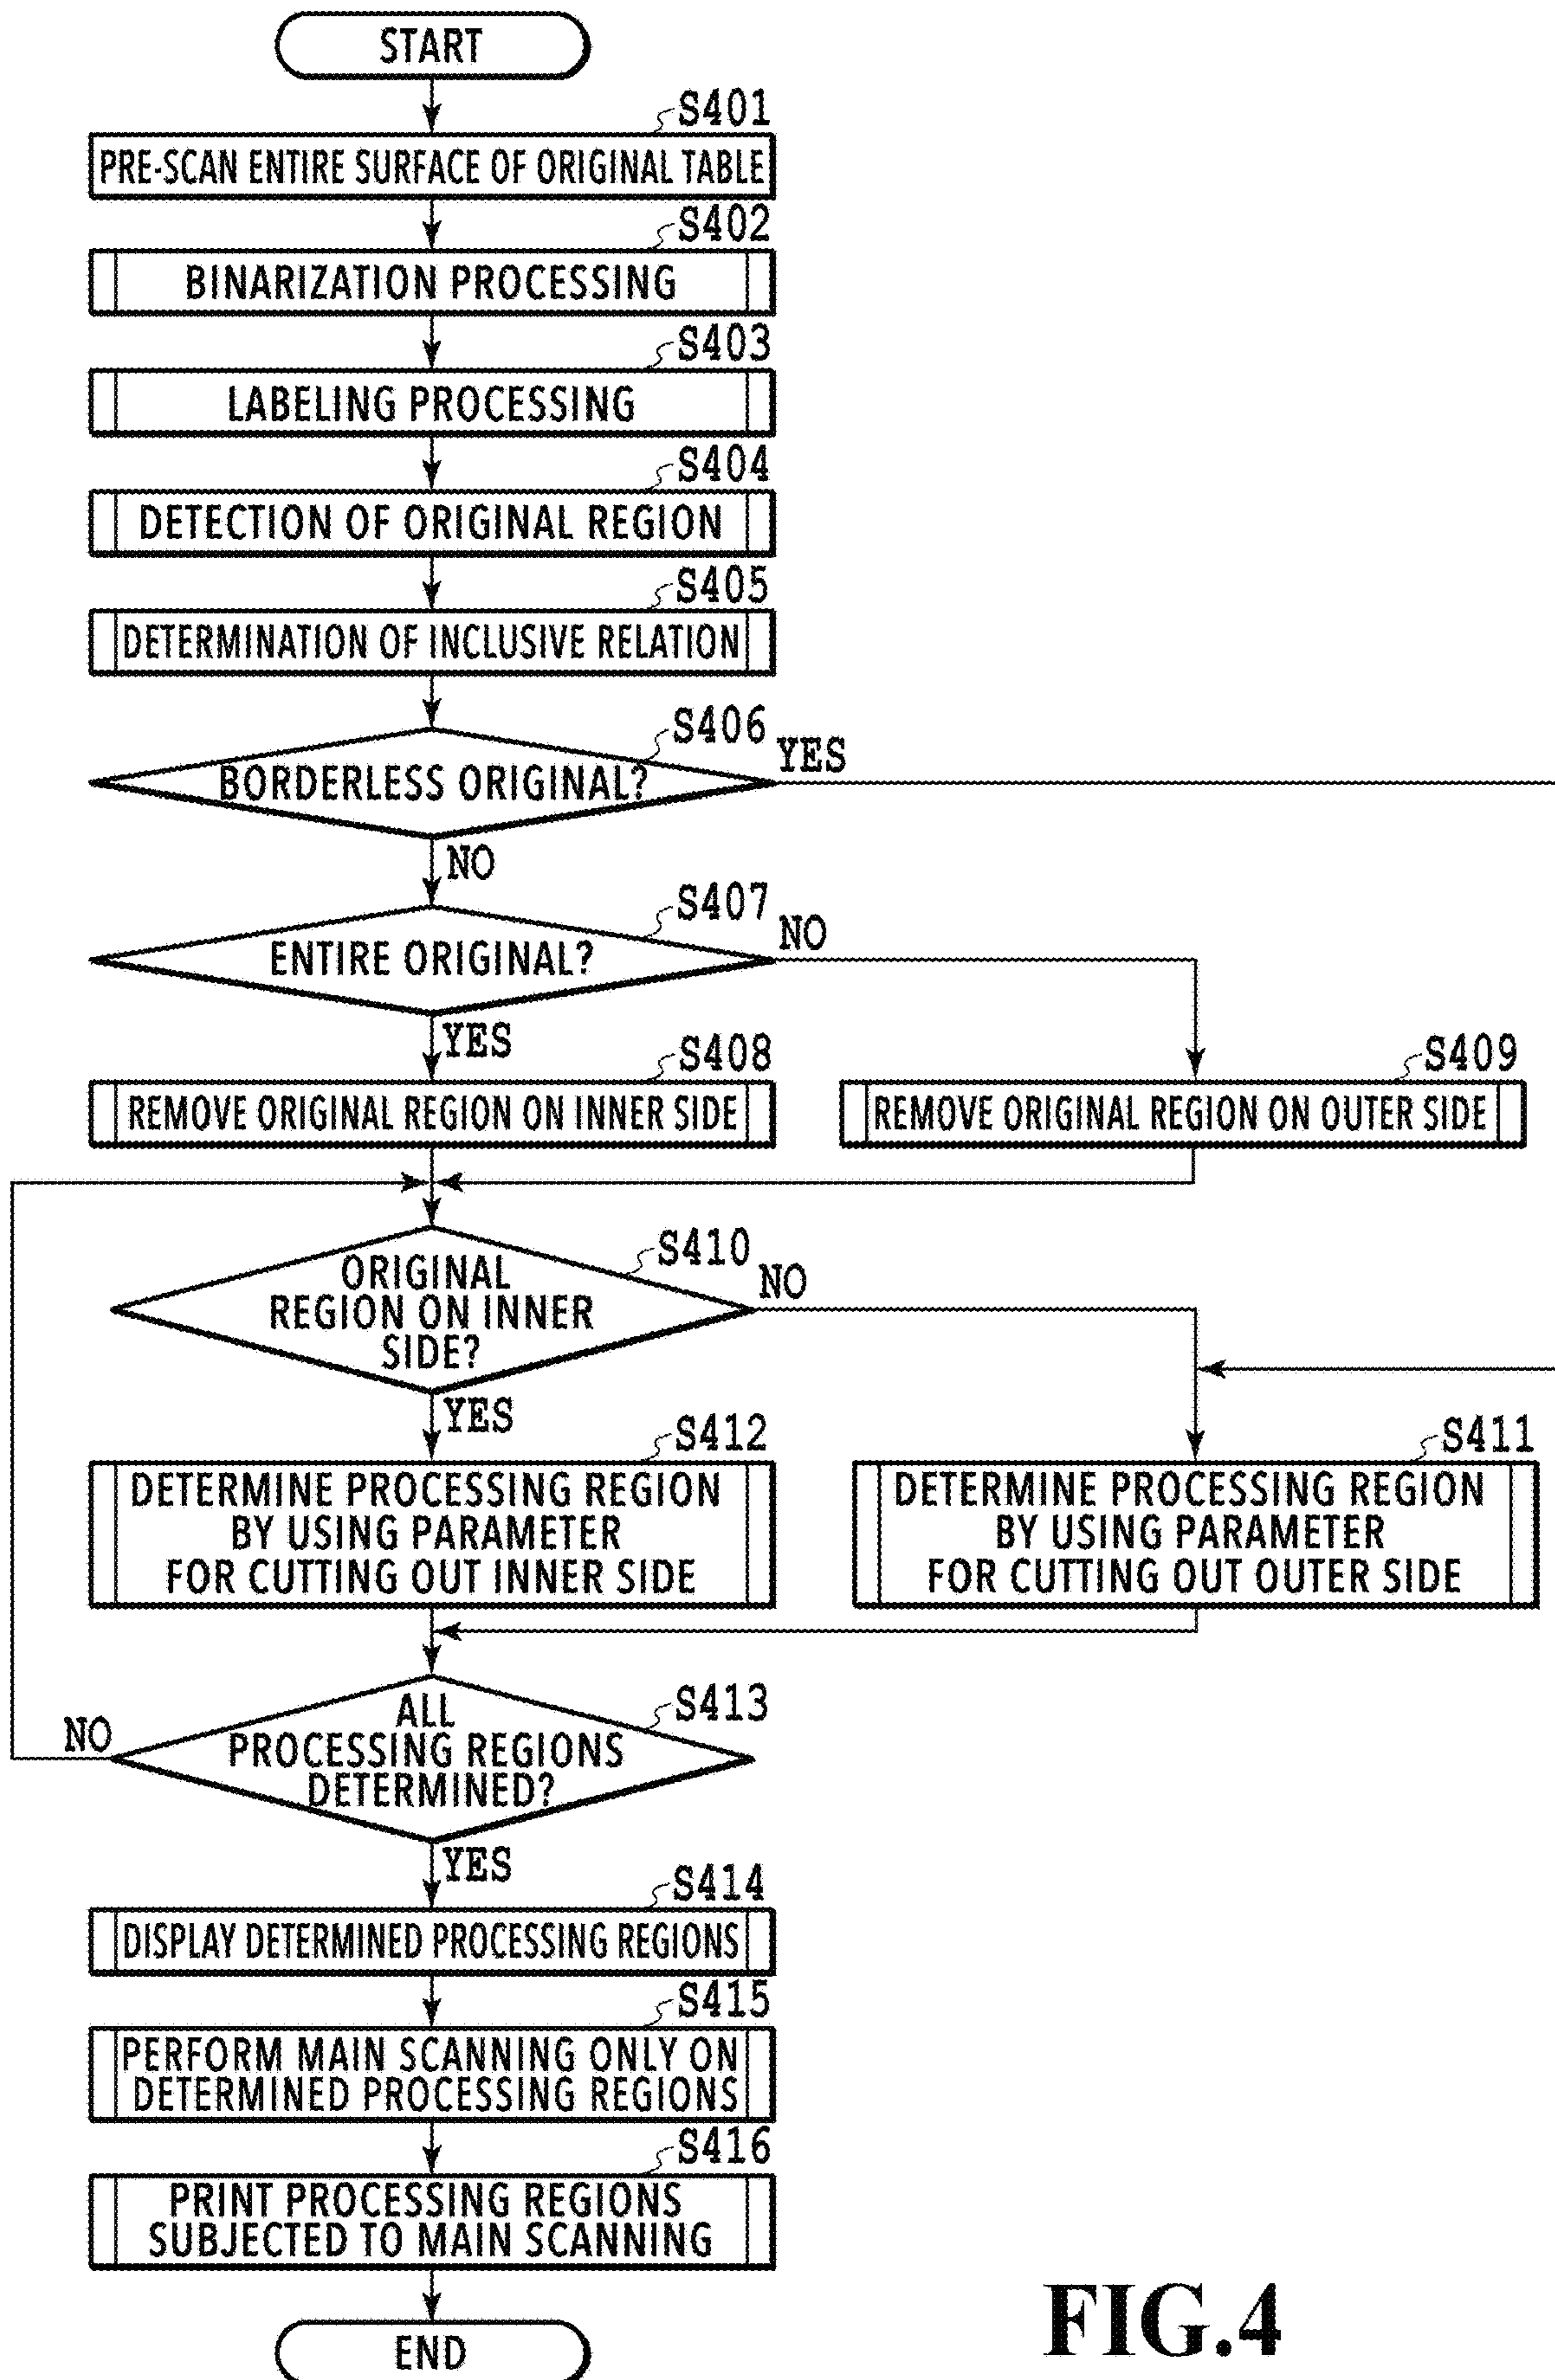 START
S401
PRE-SCAN ENTIRE SURFACE OF ORIGINAL TABLE
S402
BINARIZATION PROCESSING
S403
LABELING PROCESSING
S404
DETECTION OF ORIGINAL REGION
S405
DETERMINATION OF INCLUSIVE RELATION
S406
BORDERLESS ORIGINAL?
YES
NO
S407
ENTIRE ORIGINAL?
NO
YES
S408
REMOVE ORIGINAL REGION ON INNER SIDE
S409
REMOVE ORIGINAL REGION ON OUTER SIDE
S410
ORIGINAL
REGION ON INNER
SIDE?
NO
YES
S412
DETERMINE PROCESSING REGION
BY USING PARAMETER
FOR CUTTING OUT INNER SIDE
S411
DETERMINE PROCESSING REGION
BY USING PARAMETER
FOR CUTTING OUT OUTER SIDE
S413
ALL
PROCESSING REGIONS
DETERMINED?
NO
YES
S414
DISPLAY DETERMINED PROCESSING REGIONS
S415
PERFORM MAIN SCANNING ONLY ON
DETERMINED PROCESSING REGIONS
S416
PRINT PROCESSING REGIONS
SUBJECTED TO MAIN SCANNING
END
FIG.4